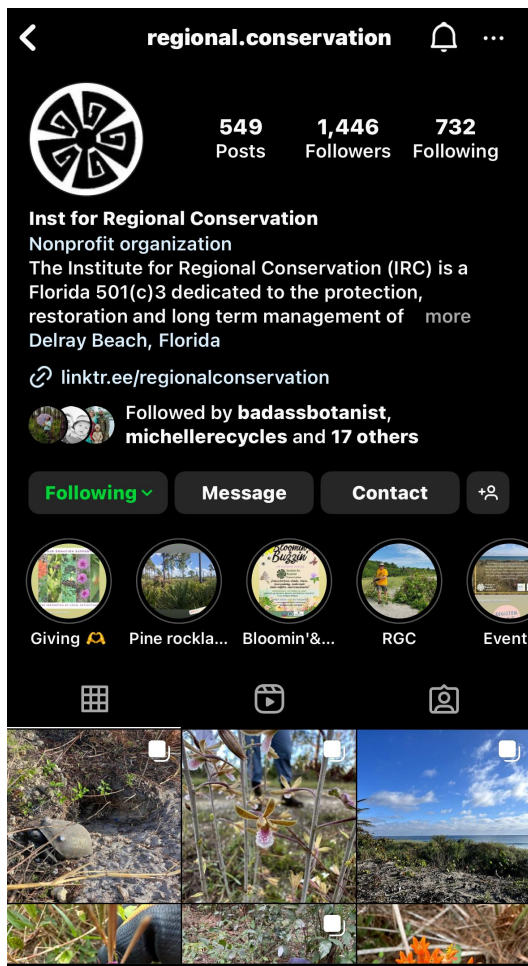 regional.conservation
549 1,446 732
Posts Followers Following
Inst for Regional Conservation
Nonprofit organization
The Institute for Regional Conservation (IRC) is a
Florida 501(c)3 dedicated to the protection,
restoration and long term management of more
Delray Beach, Florida
linktr.ee/regionalconservation
Followed by badassbotanist,
michellerecycles and 17 others
Following Message Contact
Bloomin'
Buzzin'
Giving Pine rockla... Bloomin'&... RGC Event